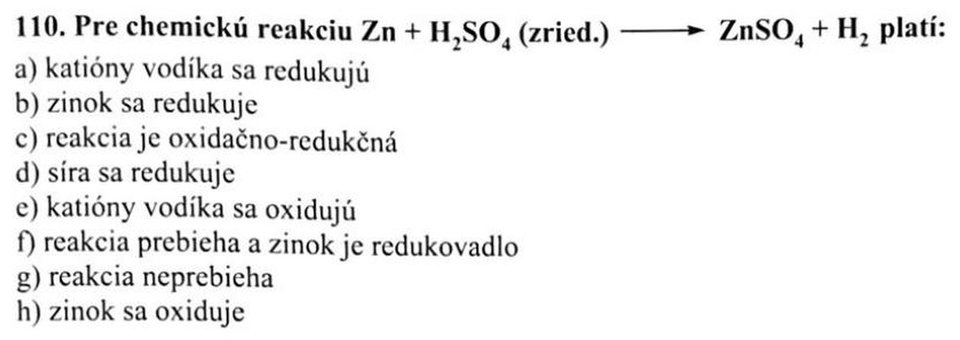 110. Pre chemickú reakciu Zn + H₂SO₄ (zried.) ⟶ ZnSO₄ + H₂ platí:
a) katióny vodíka sa redukujú
b) zinok sa redukuje
c) reakcia je oxidačno-redukčná
d) síra sa redukuje
e) katióny vodíka sa oxidujú
f) reakcia prebieha a zinok je redukovadlo
g) reakcia neprebieha
h) zinok sa oxiduje